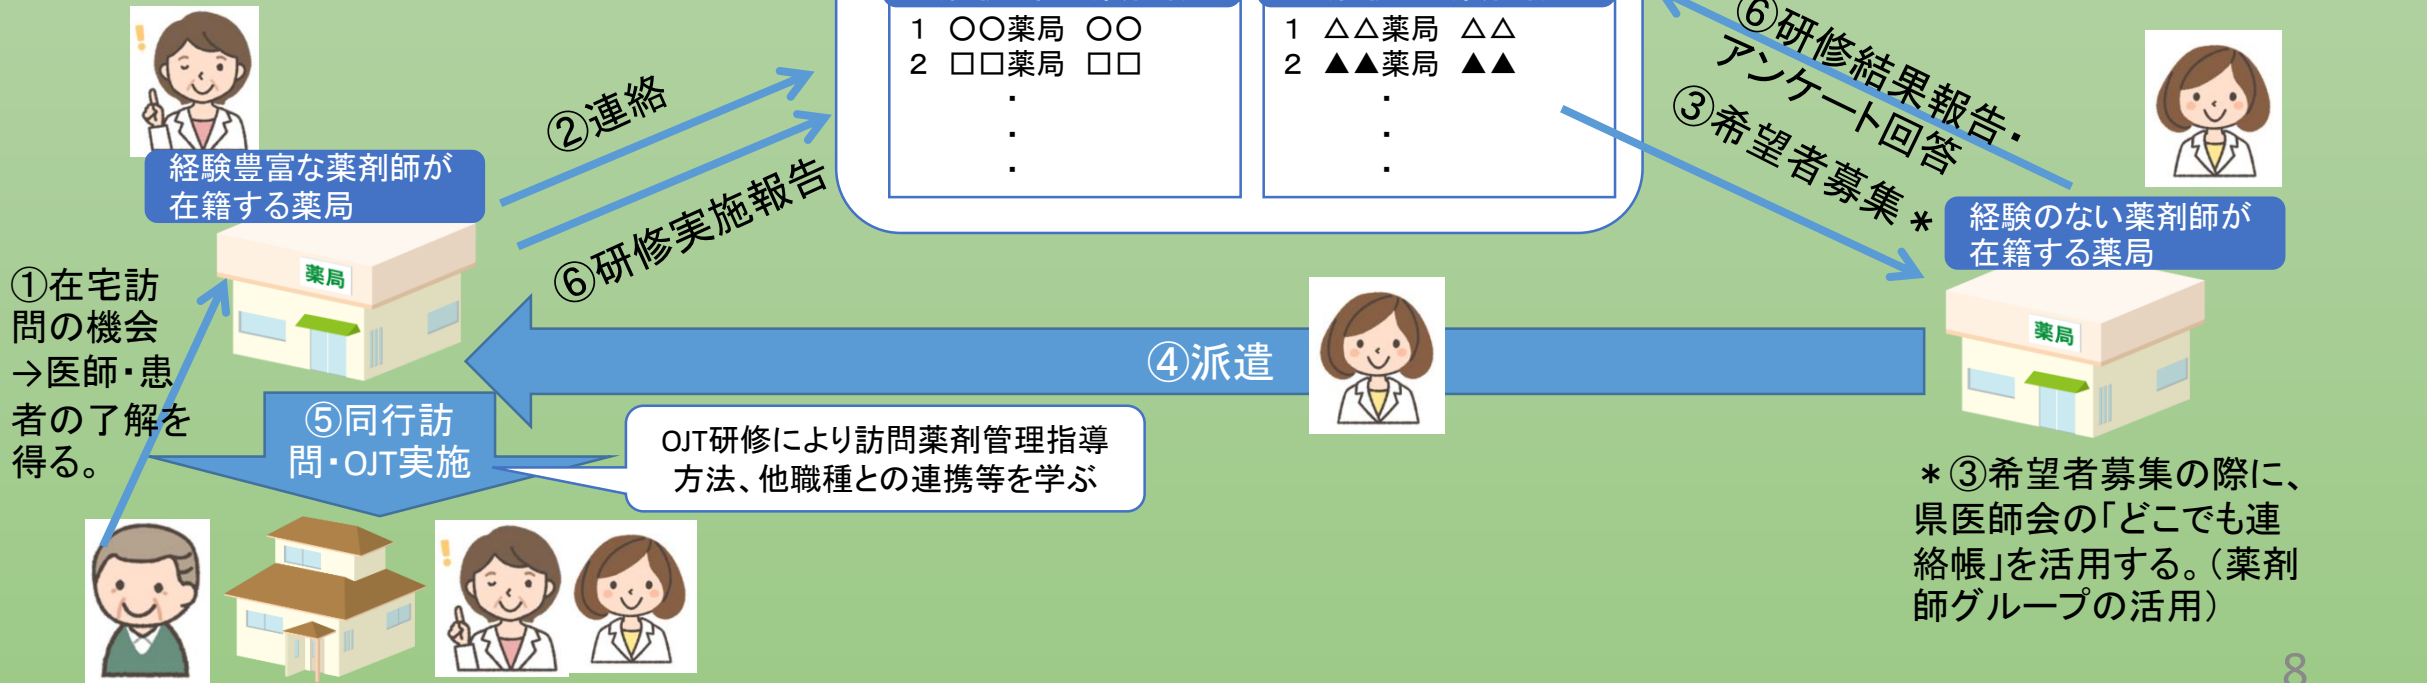 1 〇〇薬局 〇〇
2 □□薬局 □□
・
・
・
1 △△薬局 △△
2 ▲▲薬局 ▲▲
・
・
・
②連絡
⑥研修実施報告
⑥研修結果報告・
アンケート回答
③希望者募集*
経験豊富な薬剤師が
在籍する薬局
薬局
経験のない薬剤師が
在籍する薬局
薬局
①在宅訪
問の機会
→医師・患
者の了解を
得る。
④派遣
⑤同行訪
問・OJT実施
OJT研修により訪問薬剤管理指導
方法、他職種との連携等を学ぶ
*③希望者募集の際に、
県医師会の「どこでも連
絡帳」を活用する。(薬剤
師グループの活用)
8